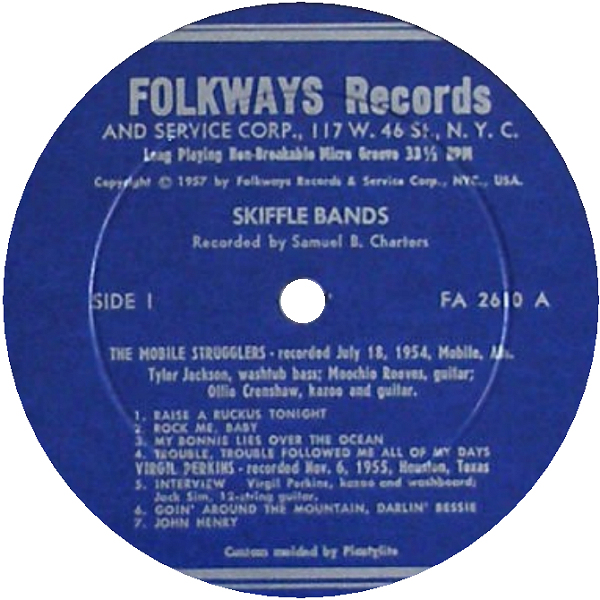 FOLKWAYS Records
AND SERVICE CORP., 117 W. 46 St., N. Y. C.
Long Playing Non-Breakable Micro Groove 33⅓ RPM
Copyright © 1957 by Folkways Records & Service Corp., NYC., USA.
SKIFFLE BANDS
Recorded by Samuel B. Charters
SIDE I
FA 2610 A
THE MOBILE STRUGGLERS - recorded July 18, 1954, Mobile, Ala.
Tyler Jackson, washtub bass; Moochie Reeves, guitar;
Ollie Crenshaw, kazoo and guitar.
1. RAISE A RUCKUS TONIGHT
2. ROCK ME, BABY
3. MY BONNIE LIES OVER THE OCEAN
4. TROUBLE, TROUBLE FOLLOWED ME ALL OF MY DAYS
VIRGIL PERKINS - recorded Nov. 6, 1955, Houston, Texas
5. INTERVIEW Virgil Perkins, kazoo and washboard;
Jack Sim, 12-string guitar.
6. GOIN' AROUND THE MOUNTAIN, DARLIN' BESSIE
7. JOHN HENRY
Custom molded by Plastylite